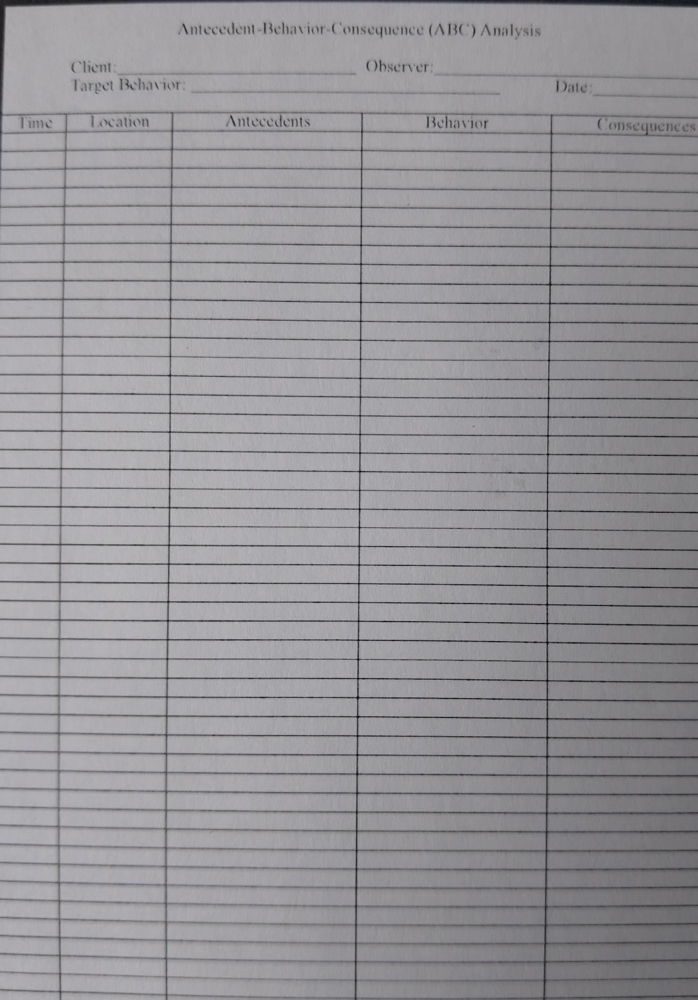 Antecedent-Behavior-Consequence (ABC) Analysis
Client: Observer:
Target Behavior: Date:
Time Location Antecedents Behavior Consequences